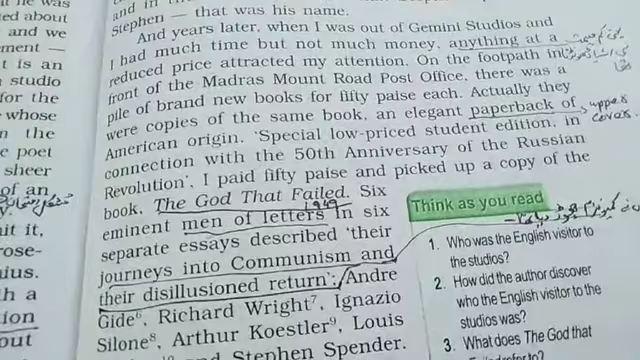 t he was
ted about
and we
ment —
t is an
studio
for the
whose
n the
e poet
sheer
of an
y.
it it,
rose-
nius.
h a
ion
out
and in
Stephen — that was his name.
And years later, when I was out of Gemini Studios and
I had much time but not much money, anything at a
reduced price attracted my attention. On the footpath in
front of the Madras Mount Road Post Office, there was a
pile of brand new books for fifty paise each. Actually they
were copies of the same book, an elegant paperback of
American origin. 'Special low-priced student edition, in
connection with the 50th Anniversary of the Russian
Revolution', I paid fifty paise and picked up a copy of the
book, The God That Failed. Six
1949
eminent men of letters in six
separate essays described 'their
journeys into Communism and
their disillusioned return'; Andre
Gide⁶, Richard Wright⁷, Ignazio
Silone⁸, Arthur Koestler⁹, Louis
and Stephen Spender.
upper
covers.
Think as you read
1. Who was the English visitor to
the studios?
2. How did the author discover
who the English visitor to the
studios was?
3. What does The God that